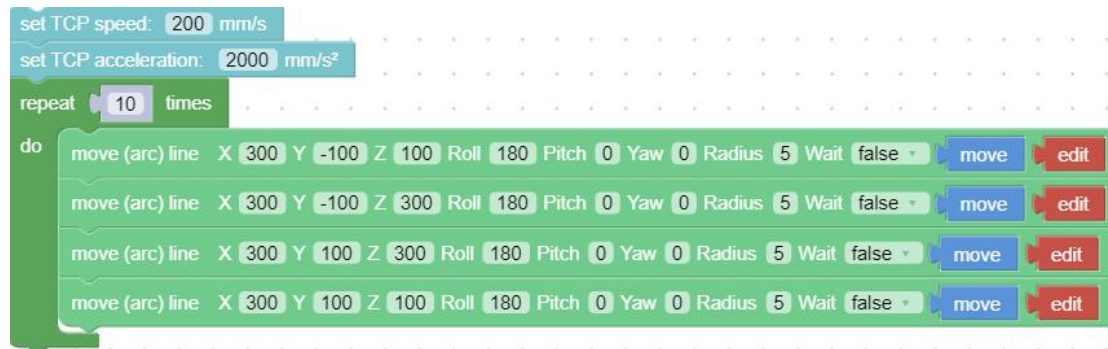 set TCP speed: 200 mm/s
set TCP acceleration: 2000 mm/s²
repeat 10 times
do move (arc) line X 300 Y -100 Z 100 Roll 180 Pitch 0 Yaw 0 Radius 5 Wait false move edit
move (arc) line X 300 Y -100 Z 300 Roll 180 Pitch 0 Yaw 0 Radius 5 Wait false move edit
move (arc) line X 300 Y 100 Z 300 Roll 180 Pitch 0 Yaw 0 Radius 5 Wait false move edit
move (arc) line X 300 Y 100 Z 100 Roll 180 Pitch 0 Yaw 0 Radius 5 Wait false move edit